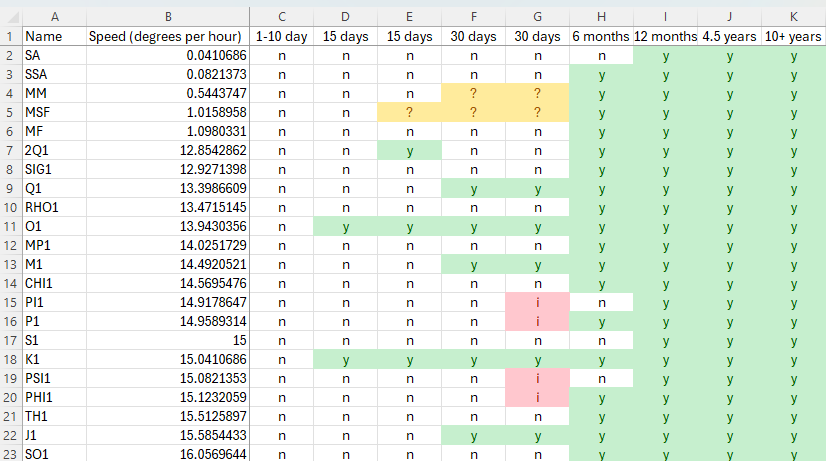 A B C D E F G H I J K
1 Name Speed (degrees per hour) 1-10 day 15 days 15 days 30 days 30 days 6 months 12 months 4.5 years 10+ years
2 SA 0.0410686 n n n n n n y y y
3 SSA 0.0821373 n n n n n y y y y
4 MM 0.5443747 n n n ? ? y y y y
5 MSF 1.0158958 n n ? ? ? y y y y
6 MF 1.0980331 n n n n n y y y y
7 2Q1 12.8542862 n n y n n y y y y
8 SIG1 12.9271398 n n n n n y y y y
9 Q1 13.3986609 n n n y y y y y y
10 RHO1 13.4715145 n n n n n y y y y
11 O1 13.9430356 n y y y y y y y y
12 MP1 14.0251729 n n n n n y y y y
13 M1 14.4920521 n n n y y y y y y
14 CHI1 14.5695476 n n n n n y y y y
15 PI1 14.9178647 n n n n i n y y y
16 P1 14.9589314 n n n n i y y y y
17 S1 15 n n n n n n y y y
18 K1 15.0410686 n y y y y y y y y
19 PSI1 15.0821353 n n n n i n y y y
20 PHI1 15.1232059 n n n n i y y y y
21 TH1 15.5125897 n n n n n y y y y
22 J1 15.5854433 n n n y y y y y y
23 SO1 16.0569644 n n n n n y y y y